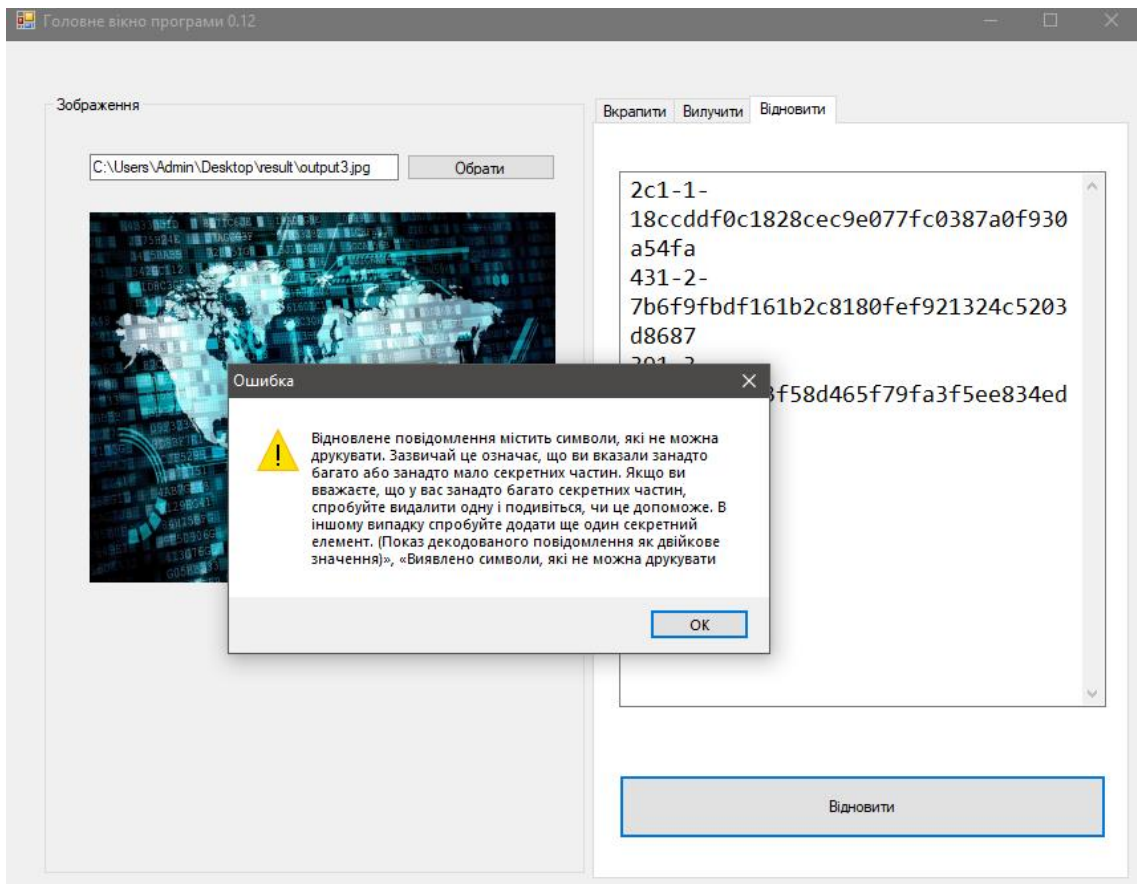 Головне вікно програми 0.12
Зображення
C:\Users\Admin\Desktop\result\output3.jpg
Обрати
Вкрапити
Вилучити
Відновити
2c1-1-
18ccddf0c1828cec9e077fc0387a0f930
a54fa
431-2-
7b6f9fbdf161b2c8180fef921324c5203
d8687
f58d465f79fa3f5ee834ed
Ошибка
Відновлене повідомлення містить символи, які не можна
друкувати. Зазвичай це означає, що ви вказали занадто
багато або занадто мало секретних частин. Якщо ви
вважаєте, що у вас занадто багато секретних частин,
спробуйте видалити одну і подивіться, чи це допоможе. В
іншому випадку спробуйте додати ще один секретний
елемент. (Показ декодованого повідомлення як двійкове
значення)», «Виявлено символи, які не можна друкувати
ОК
Відновити